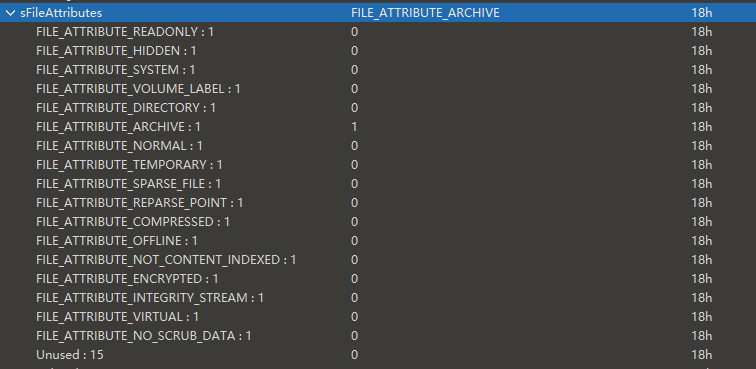 sFileAttributes FILE_ATTRIBUTE_ARCHIVE 18h
FILE_ATTRIBUTE_READONLY : 1 0 18h
FILE_ATTRIBUTE_HIDDEN : 1 0 18h
FILE_ATTRIBUTE_SYSTEM : 1 0 18h
FILE_ATTRIBUTE_VOLUME_LABEL : 1 0 18h
FILE_ATTRIBUTE_DIRECTORY : 1 0 18h
FILE_ATTRIBUTE_ARCHIVE : 1 1 18h
FILE_ATTRIBUTE_NORMAL : 1 0 18h
FILE_ATTRIBUTE_TEMPORARY : 1 0 18h
FILE_ATTRIBUTE_SPARSE_FILE : 1 0 18h
FILE_ATTRIBUTE_REPARSE_POINT : 1 0 18h
FILE_ATTRIBUTE_COMPRESSED : 1 0 18h
FILE_ATTRIBUTE_OFFLINE : 1 0 18h
FILE_ATTRIBUTE_NOT_CONTENT_INDEXED : 1 0 18h
FILE_ATTRIBUTE_ENCRYPTED : 1 0 18h
FILE_ATTRIBUTE_INTEGRITY_STREAM : 1 0 18h
FILE_ATTRIBUTE_VIRTUAL : 1 0 18h
FILE_ATTRIBUTE_NO_SCRUB_DATA : 1 0 18h
Unused : 15 0 18h